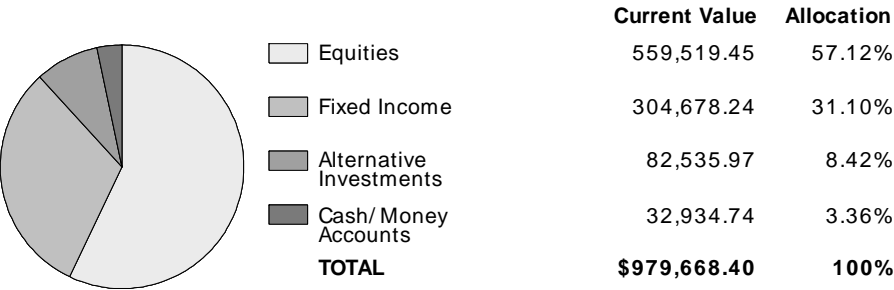 Current Value Allocation
Equities 559,519.45 57.12%
Fixed Income 304,678.24 31.10%
Alternative
Investments 82,535.97 8.42%
Cash/ Money
Accounts 32,934.74 3.36%
TOTAL $979,668.40 100%